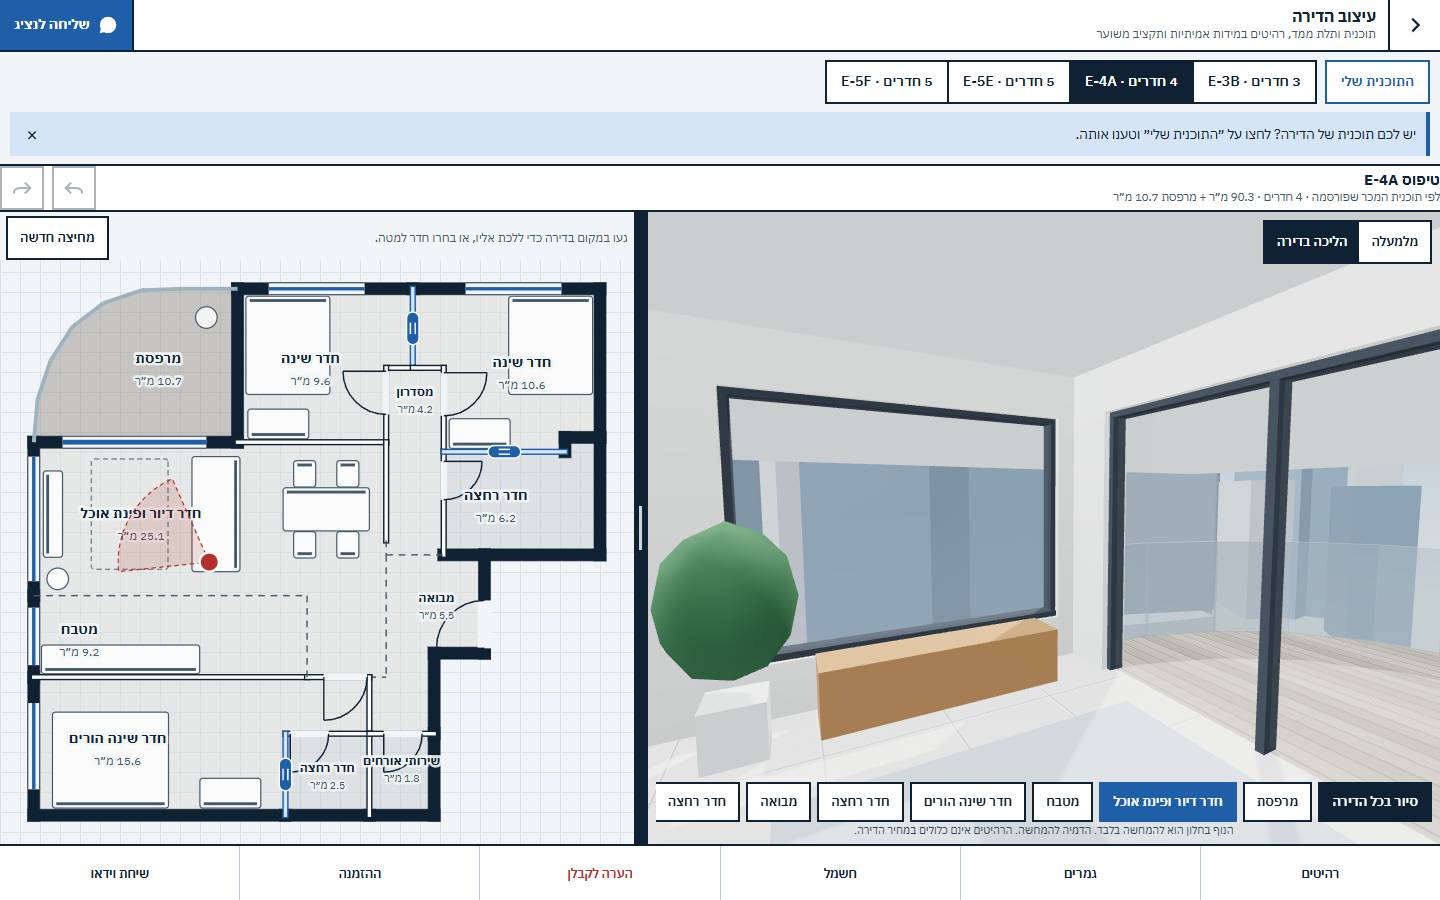 עיצוב הדירה
תוכנית ותלת ממד, רהיטים במידות אמיתיות ותקציב משוער
שליחה לנציג
התוכנית שלי
3 חדרים · E-3B
4 חדרים · E-4A
5 חדרים · E-5E
5 חדרים · E-5F
יש לכם תוכנית של הדירה? לחצו על ״התוכנית שלי״ וטענו אותה.
×
טיפוס E-4A
לפי תוכנית המכר שפורסמה · 4 חדרים · 90.3 מ״ר + מרפסת 10.7 מ״ר
מלמעלה
הליכה בדירה
געו במקום בדירה כדי ללכת אליו, או בחרו חדר למטה.
מחיצה חדשה
חדר שינה
10.6 מ״ר
חדר שינה
9.6 מ״ר
מרפסת
10.7 מ״ר
מסדרון
4.2 מ״ר
חדר רחצה
6.2 מ״ר
חדר דיור ופינת אוכל
25.1 מ״ר
מבואה
5.5 מ״ר
מטבח
9.2 מ״ר
חדר שינה הורים
15.6 מ״ר
חדר רחצה
2.5 מ״ר
שירותי אורחים
1.8 מ״ר
סיור בכל הדירה
מרפסת
חדר דיור ופינת אוכל
מטבח
חדר שינה הורים
חדר רחצה
מבואה
חדר רחצה
הנוף בחלון הוא להמחשה בלבד. הדמיה להמחשה. הרהיטים אינם כלולים במחיר הדירה.
רהיטים
גמרים
חשמל
הערה לקבלן
ההזמנה
שיחת וידאו